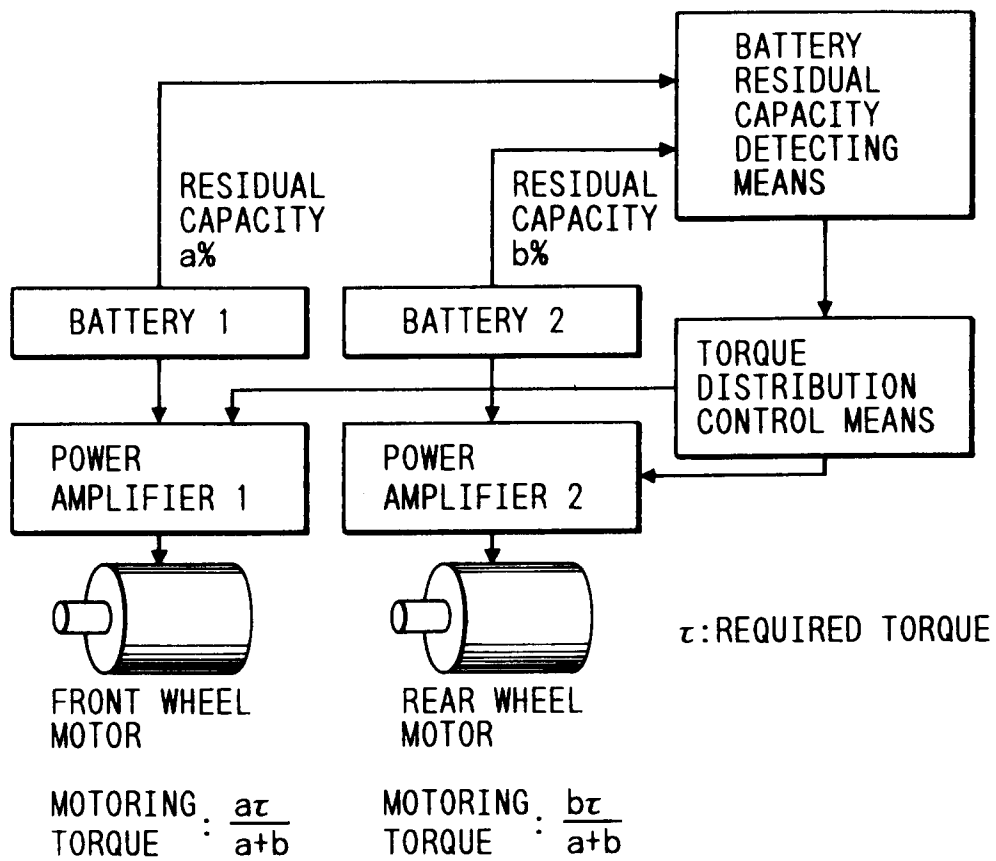 BATTERY
RESIDUAL
CAPACITY
DETECTING
MEANS
RESIDUAL
CAPACITY
a%
RESIDUAL
CAPACITY
b%
BATTERY 1
BATTERY 2
TORQUE
DISTRIBUTION
CONTROL MEANS
POWER
AMPLIFIER 1
POWER
AMPLIFIER 2
τ:REQUIRED TORQUE
FRONT WHEEL
MOTOR
REAR WHEEL
MOTOR
MOTORING
TORQUE
: aτ
a+b
MOTORING
TORQUE
: bτ
a+b